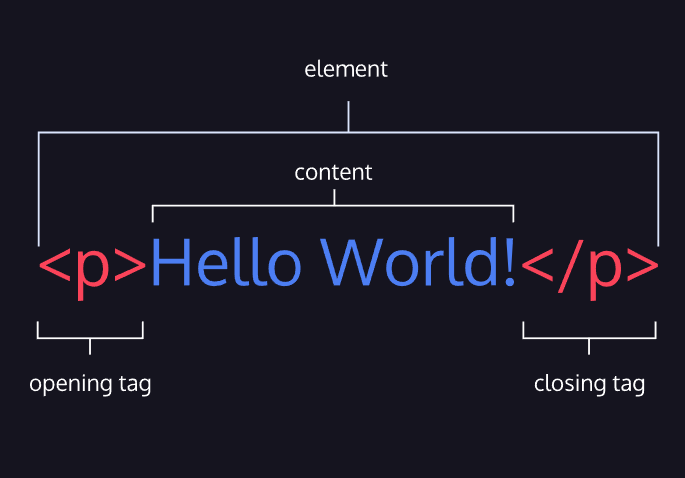 element
content
<p>Hello World!</p>
opening tag
closing tag